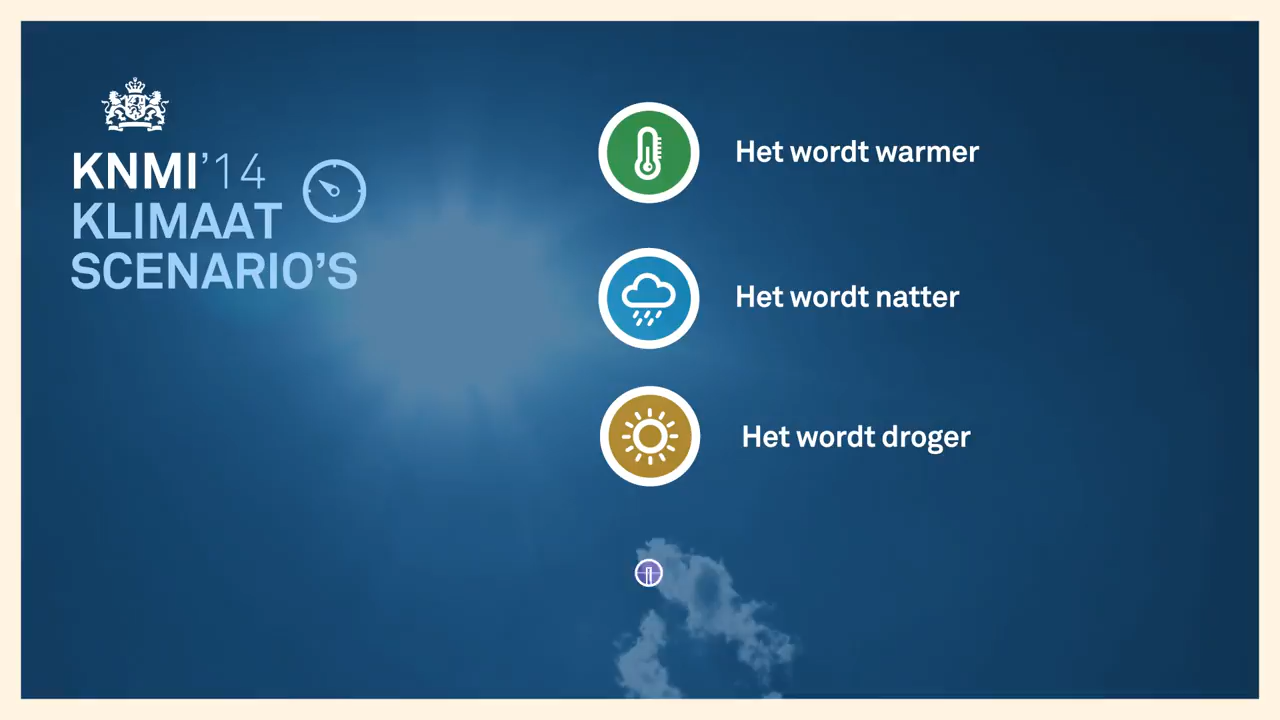 KNMI’14
KLIMAAT
SCENARIO’S
Het wordt warmer
Het wordt natter
Het wordt droger